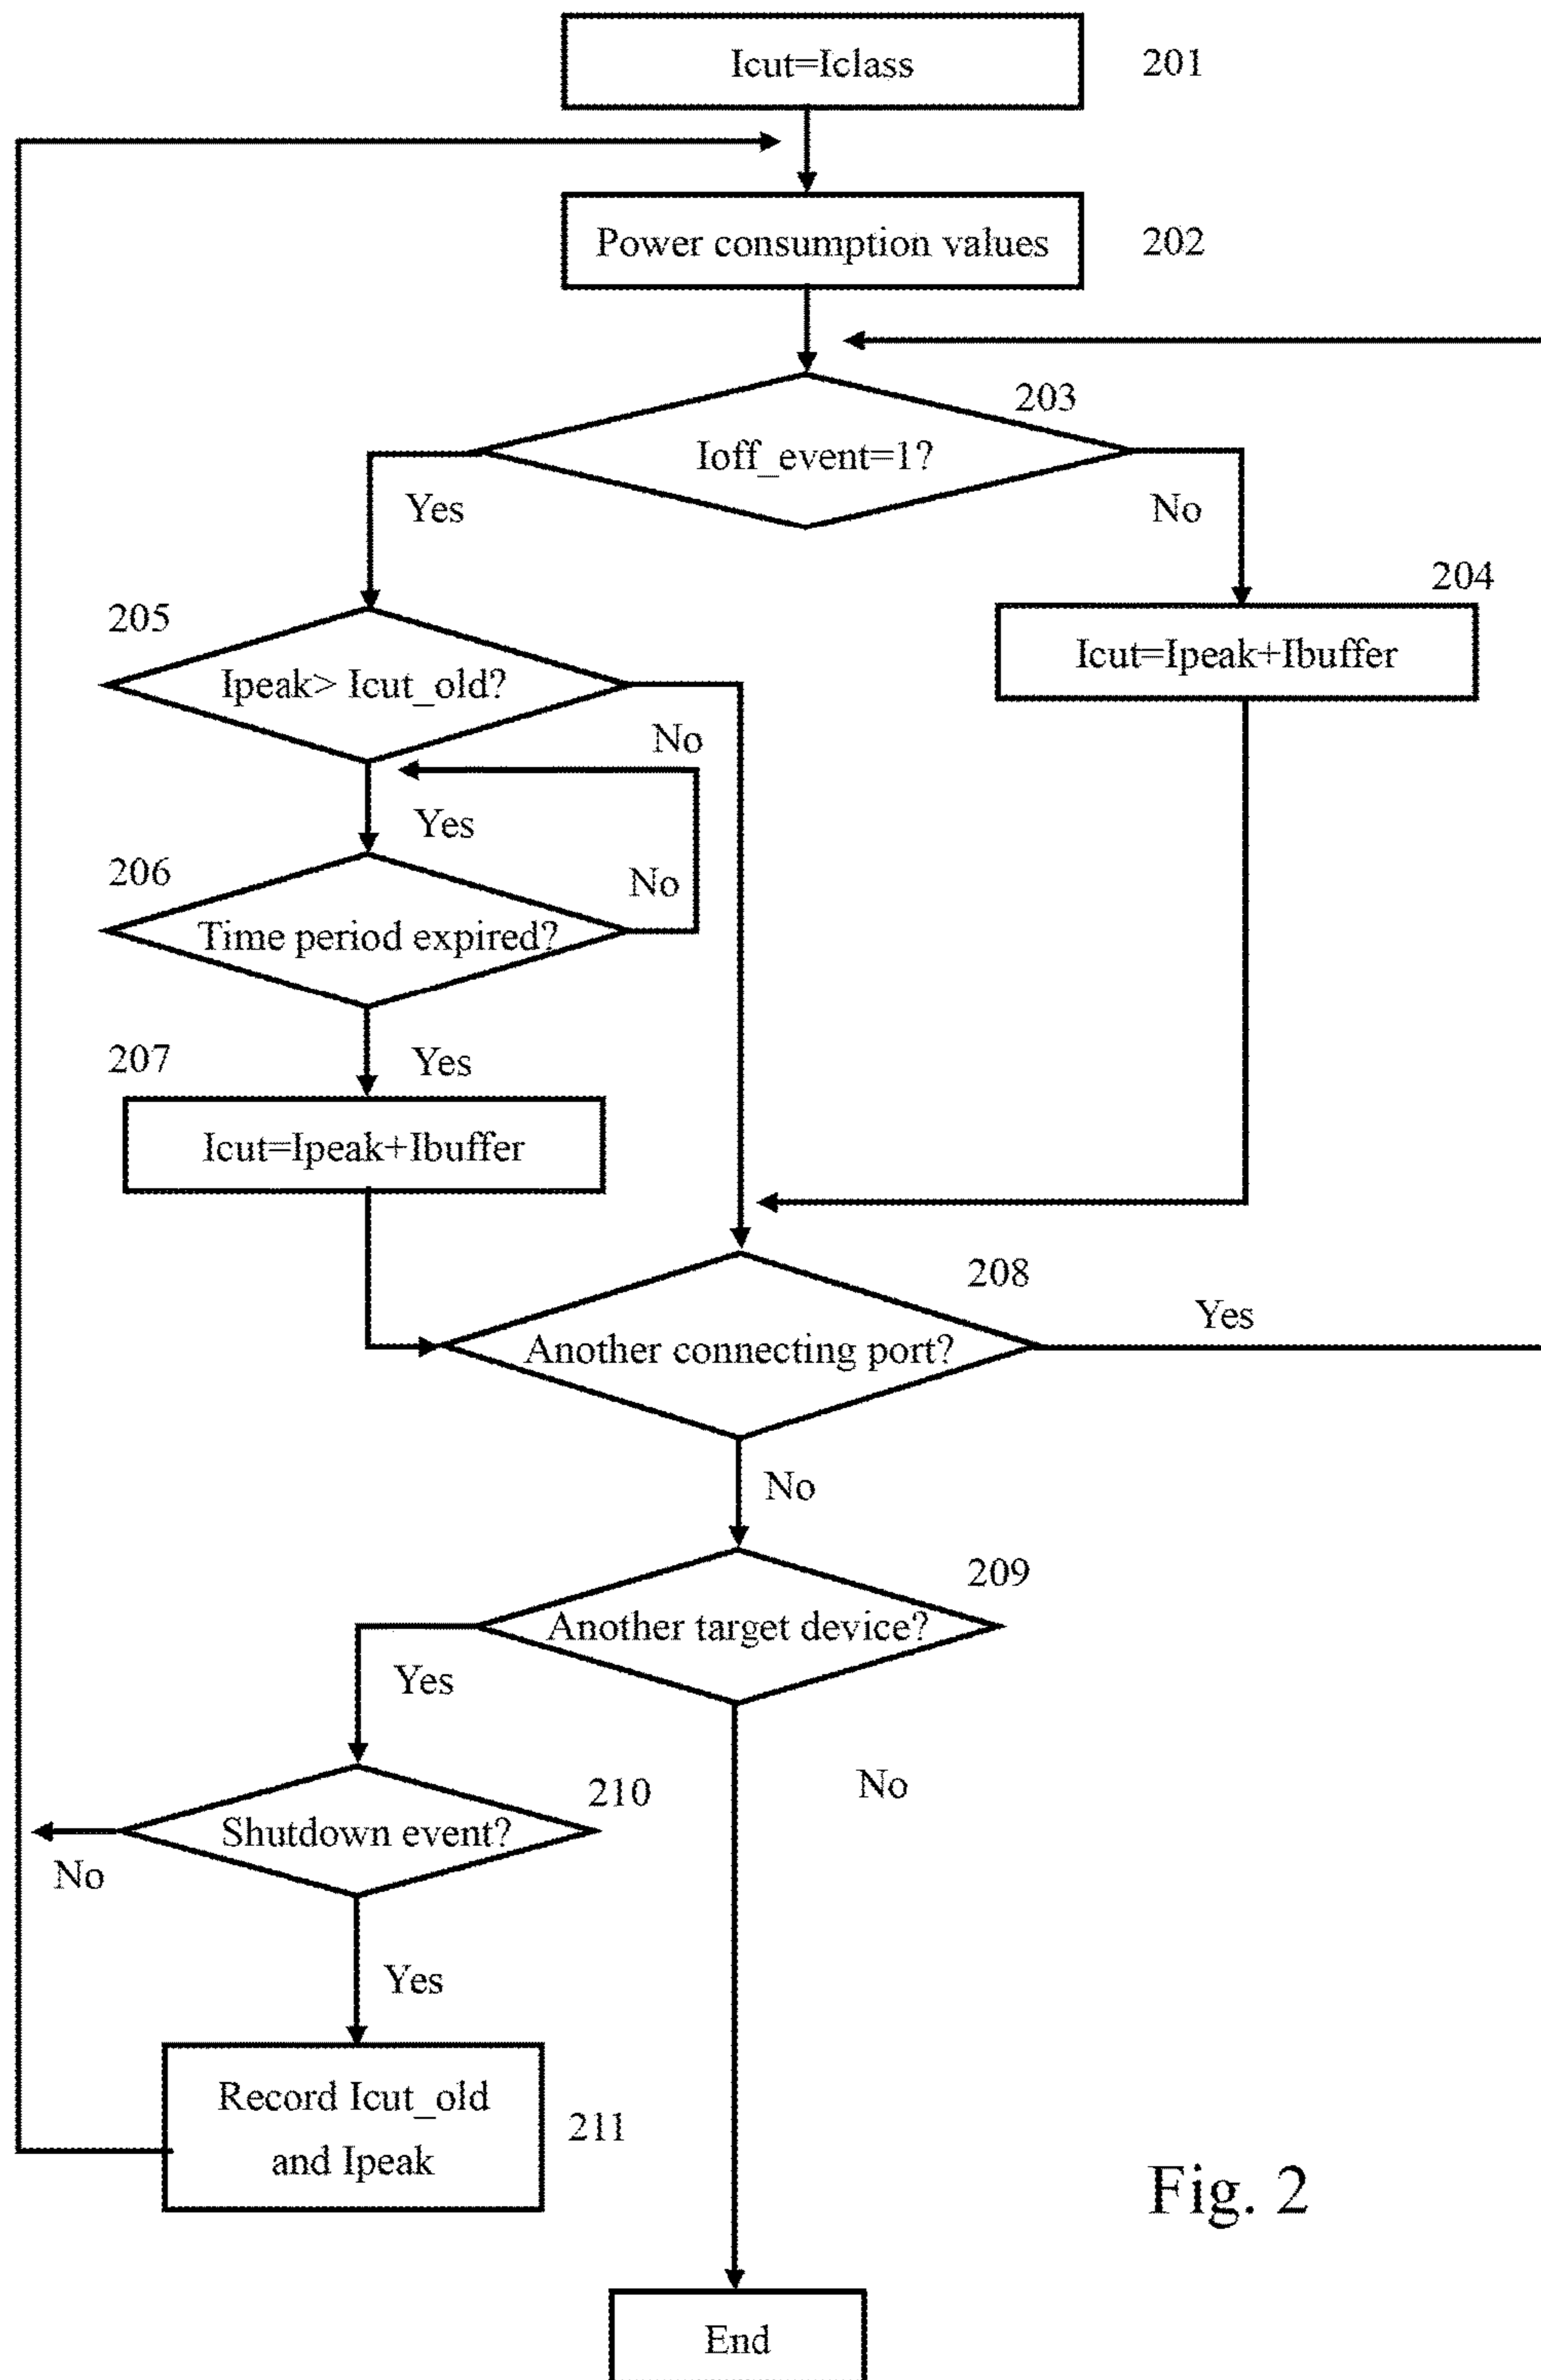 Icut=Iclass
201
Power consumption values
202
203
Ioff_event=1?
Yes
No
204
205
Icut=Ipeak+Ibuffer
Ipeak> Icut_old?
No
Yes
206
No
Time period expired?
207
Yes
Icut=Ipeak+Ibuffer
208
Yes
Another connecting port?
No
209
Another target device?
Yes
No
210
Shutdown event?
No
Yes
Record Icut_old
and Ipeak
211
Fig. 2
End